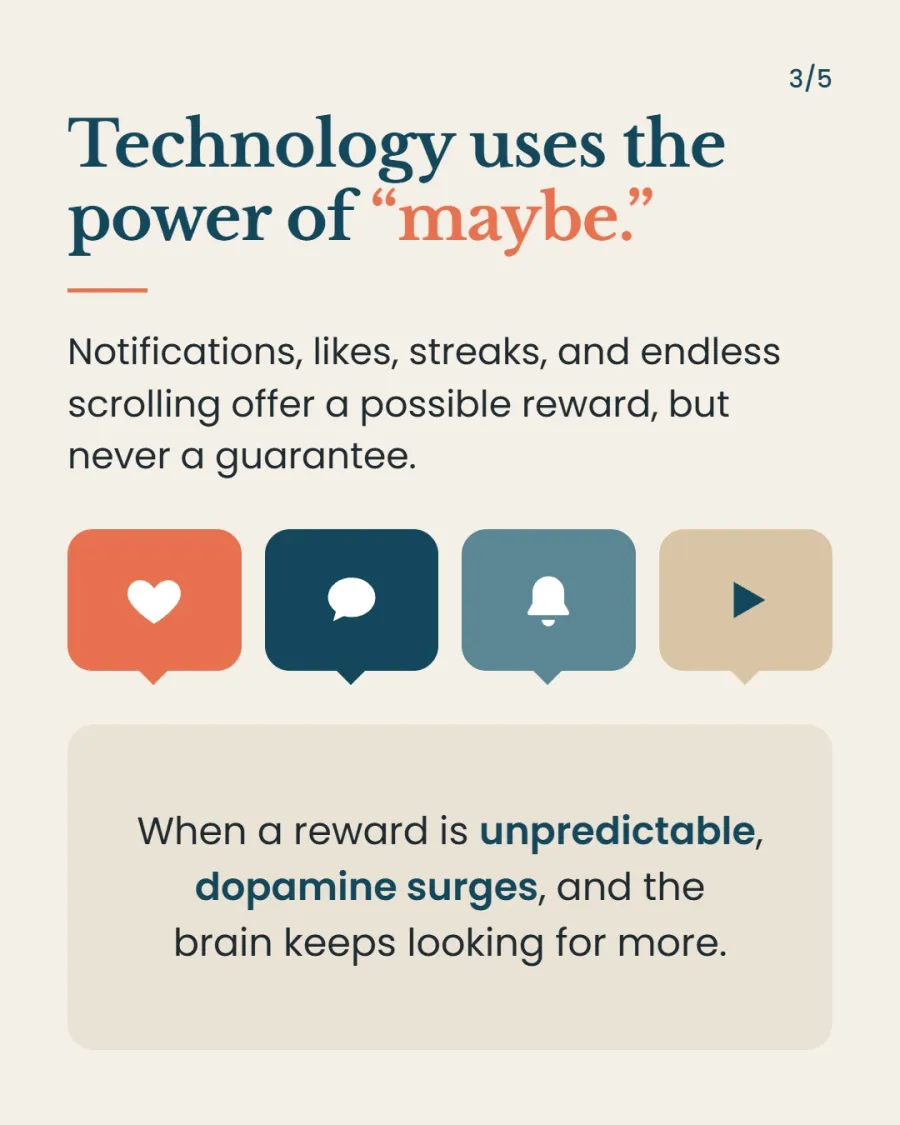 3/5
Technology uses the
power of “maybe.”
Notifications, likes, streaks, and endless
scrolling offer a possible reward, but
never a guarantee.
When a reward is unpredictable,
dopamine surges, and the
brain keeps looking for more.